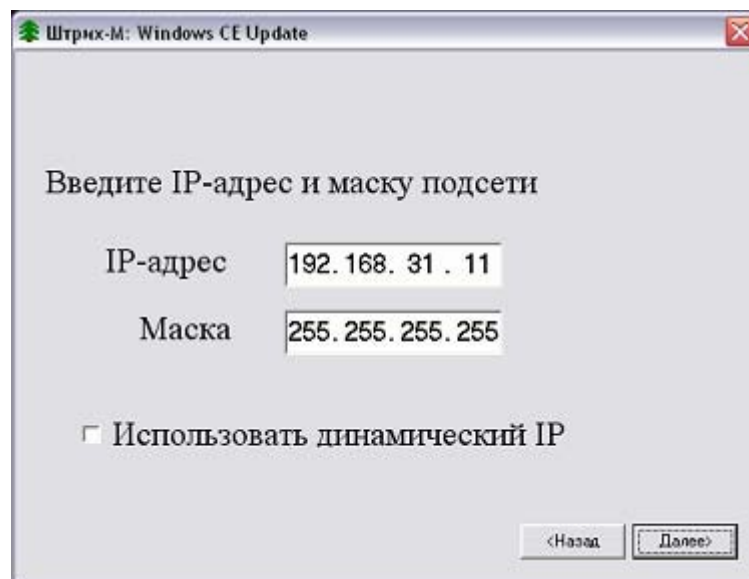 Штрих-М: Windows CE Update
Введите IP-адрес и маску подсети
IP-адрес 192.168. 31 . 11
Маска 255.255.255.255
Использовать динамический IP
<Назад Далее>